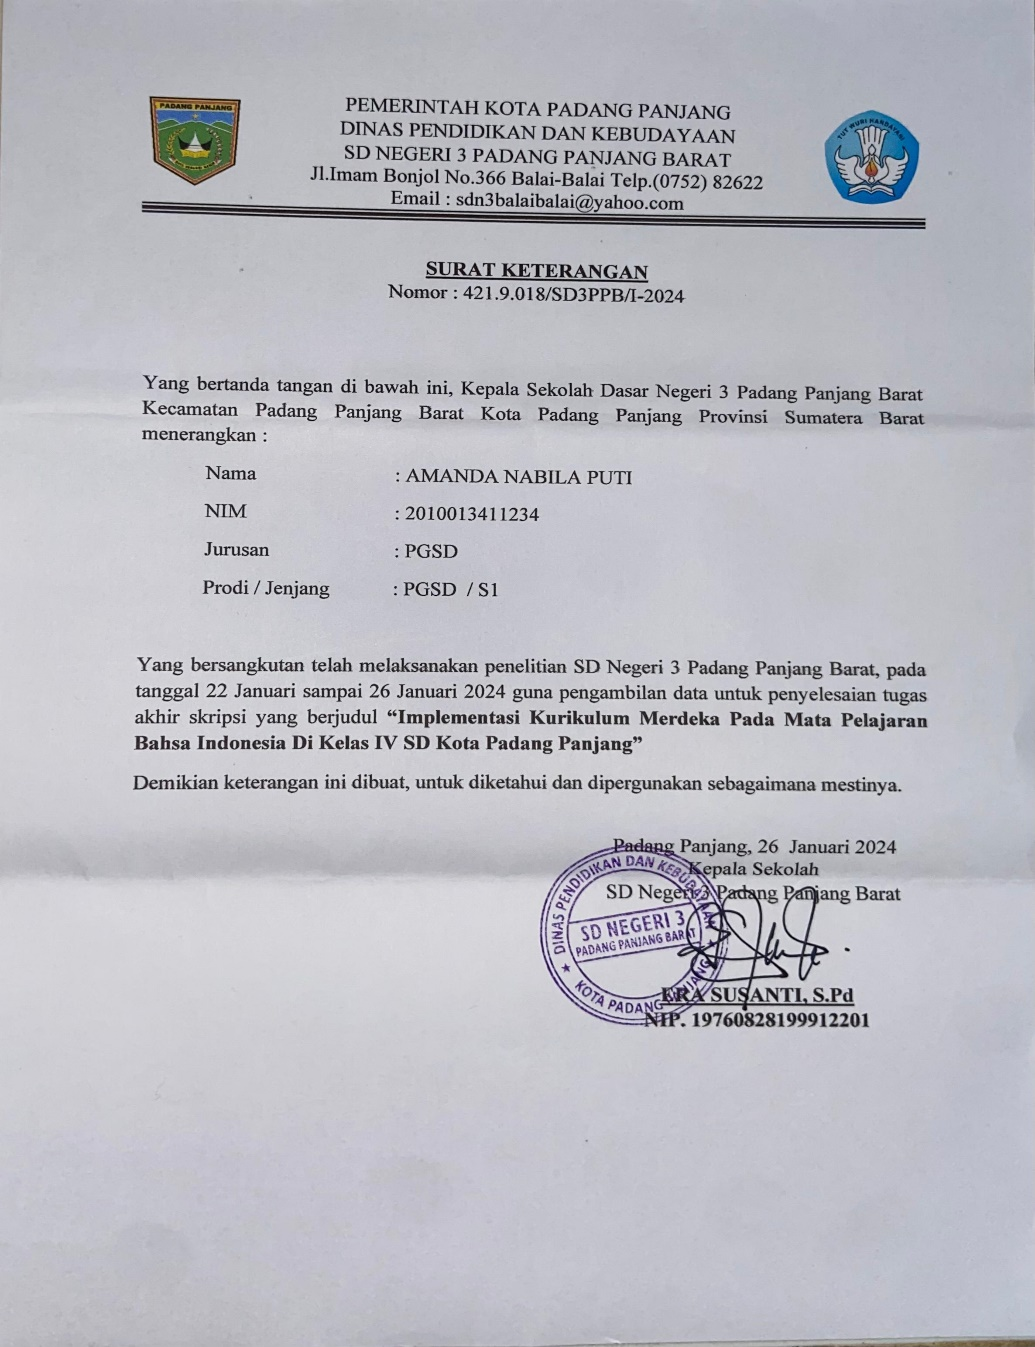 PADANG PANJANG
TUT WURI HANDAYANI
PEMERINTAH KOTA PADANG PANJANG
DINAS PENDIDIKAN DAN KEBUDAYAAN
SD NEGERI 3 PADANG PANJANG BARAT
Jl.Imam Bonjol No.366 Balai-Balai Telp.(0752) 82622
Email : sdn3balaibalai@yahoo.com
SURAT KETERANGAN
Nomor : 421.9.018/SD3PPB/I-2024
Yang bertanda tangan di bawah ini, Kepala Sekolah Dasar Negeri 3 Padang Panjang Barat
Kecamatan Padang Panjang Barat Kota Padang Panjang Provinsi Sumatera Barat
menerangkan :
Nama : AMANDA NABILA PUTI
NIM : 2010013411234
Jurusan : PGSD
Prodi / Jenjang : PGSD / S1
Yang bersangkutan telah melaksanakan penelitian SD Negeri 3 Padang Panjang Barat, pada
tanggal 22 Januari sampai 26 Januari 2024 guna pengambilan data untuk penyelesaian tugas
akhir skripsi yang berjudul “Implementasi Kurikulum Merdeka Pada Mata Pelajaran
Bahsa Indonesia Di Kelas IV SD Kota Padang Panjang”
Demikian keterangan ini dibuat, untuk diketahui dan dipergunakan sebagaimana mestinya.
Padang Panjang, 26 Januari 2024
Kepala Sekolah
SD Negeri 3 Padang Panjang Barat
DINAS PENDIDIKAN DAN KEBUDAYAAN
SD NEGERI 3
PADANG PANJANG BARAT
KOTA PADANG PANJANG
ERA SUSANTI, S.Pd
NIP. 19760828199912201